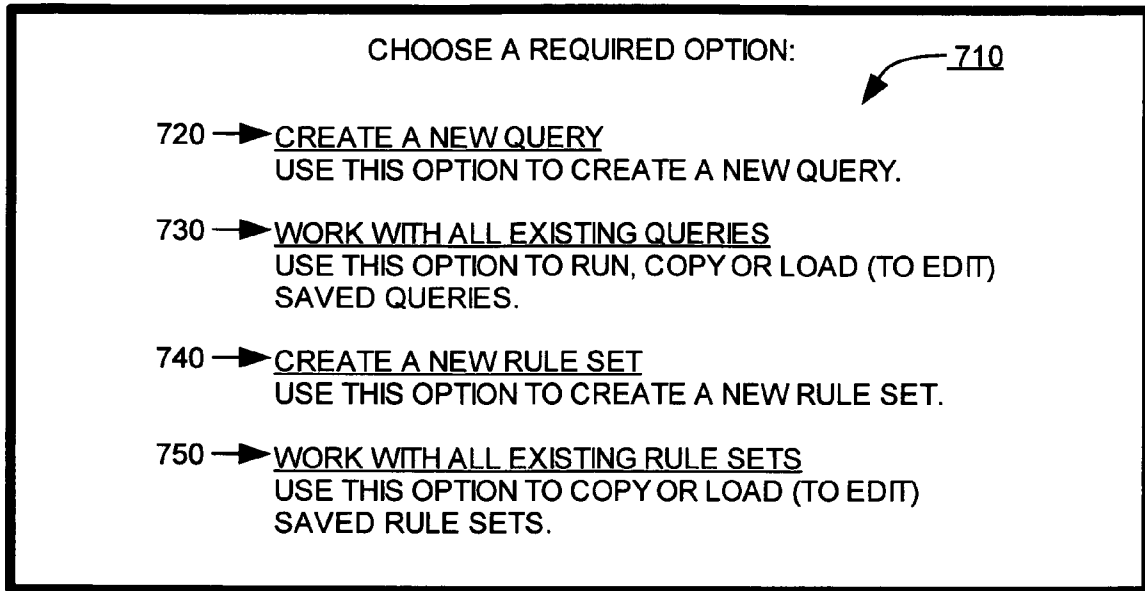 CHOOSE A REQUIRED OPTION:
710
720 CREATE A NEW QUERY
USE THIS OPTION TO CREATE A NEW QUERY.
730 WORK WITH ALL EXISTING QUERIES
USE THIS OPTION TO RUN, COPY OR LOAD (TO EDIT)
SAVED QUERIES.
740 CREATE A NEW RULE SET
USE THIS OPTION TO CREATE A NEW RULE SET.
750 WORK WITH ALL EXISTING RULE SETS
USE THIS OPTION TO COPY OR LOAD (TO EDIT)
SAVED RULE SETS.